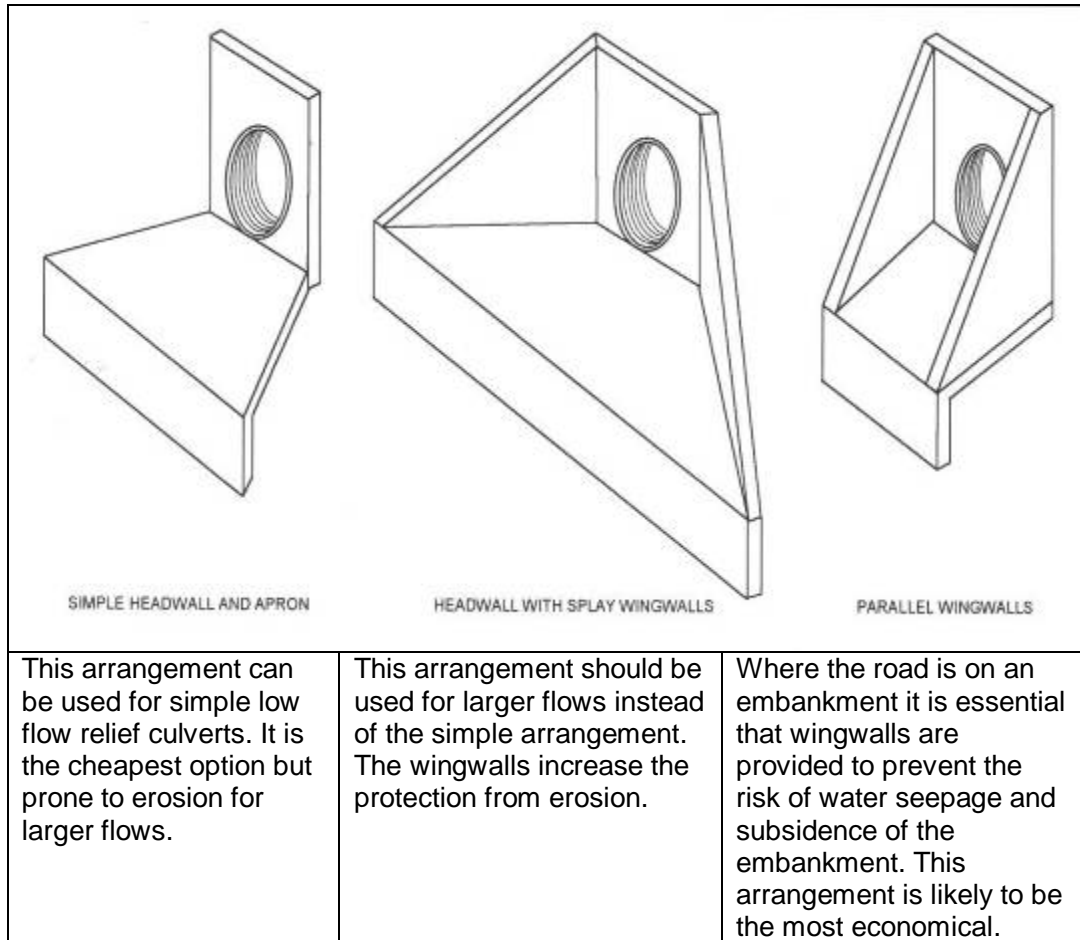 SIMPLE HEADWALL AND APRON
HEADWALL WITH SPLAY WINGWALLS
PARALLEL WINGWALLS
This arrangement can
be used for simple low
flow relief culverts. It is
the cheapest option but
prone to erosion for
larger flows.
This arrangement should be
used for larger flows instead
of the simple arrangement.
The wingwalls increase the
protection from erosion.
Where the road is on an
embankment it is essential
that wingwalls are
provided to prevent the
risk of water seepage and
subsidence of the
embankment. This
arrangement is likely to be
the most economical.